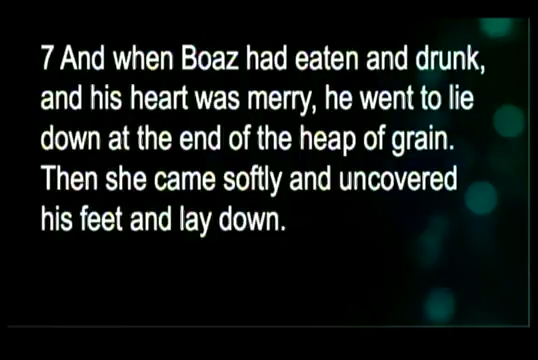 7 And when Boaz had eaten and drunk,
and his heart was merry, he went to lie
down at the end of the heap of grain.
Then she came softly and uncovered
his feet and lay down.